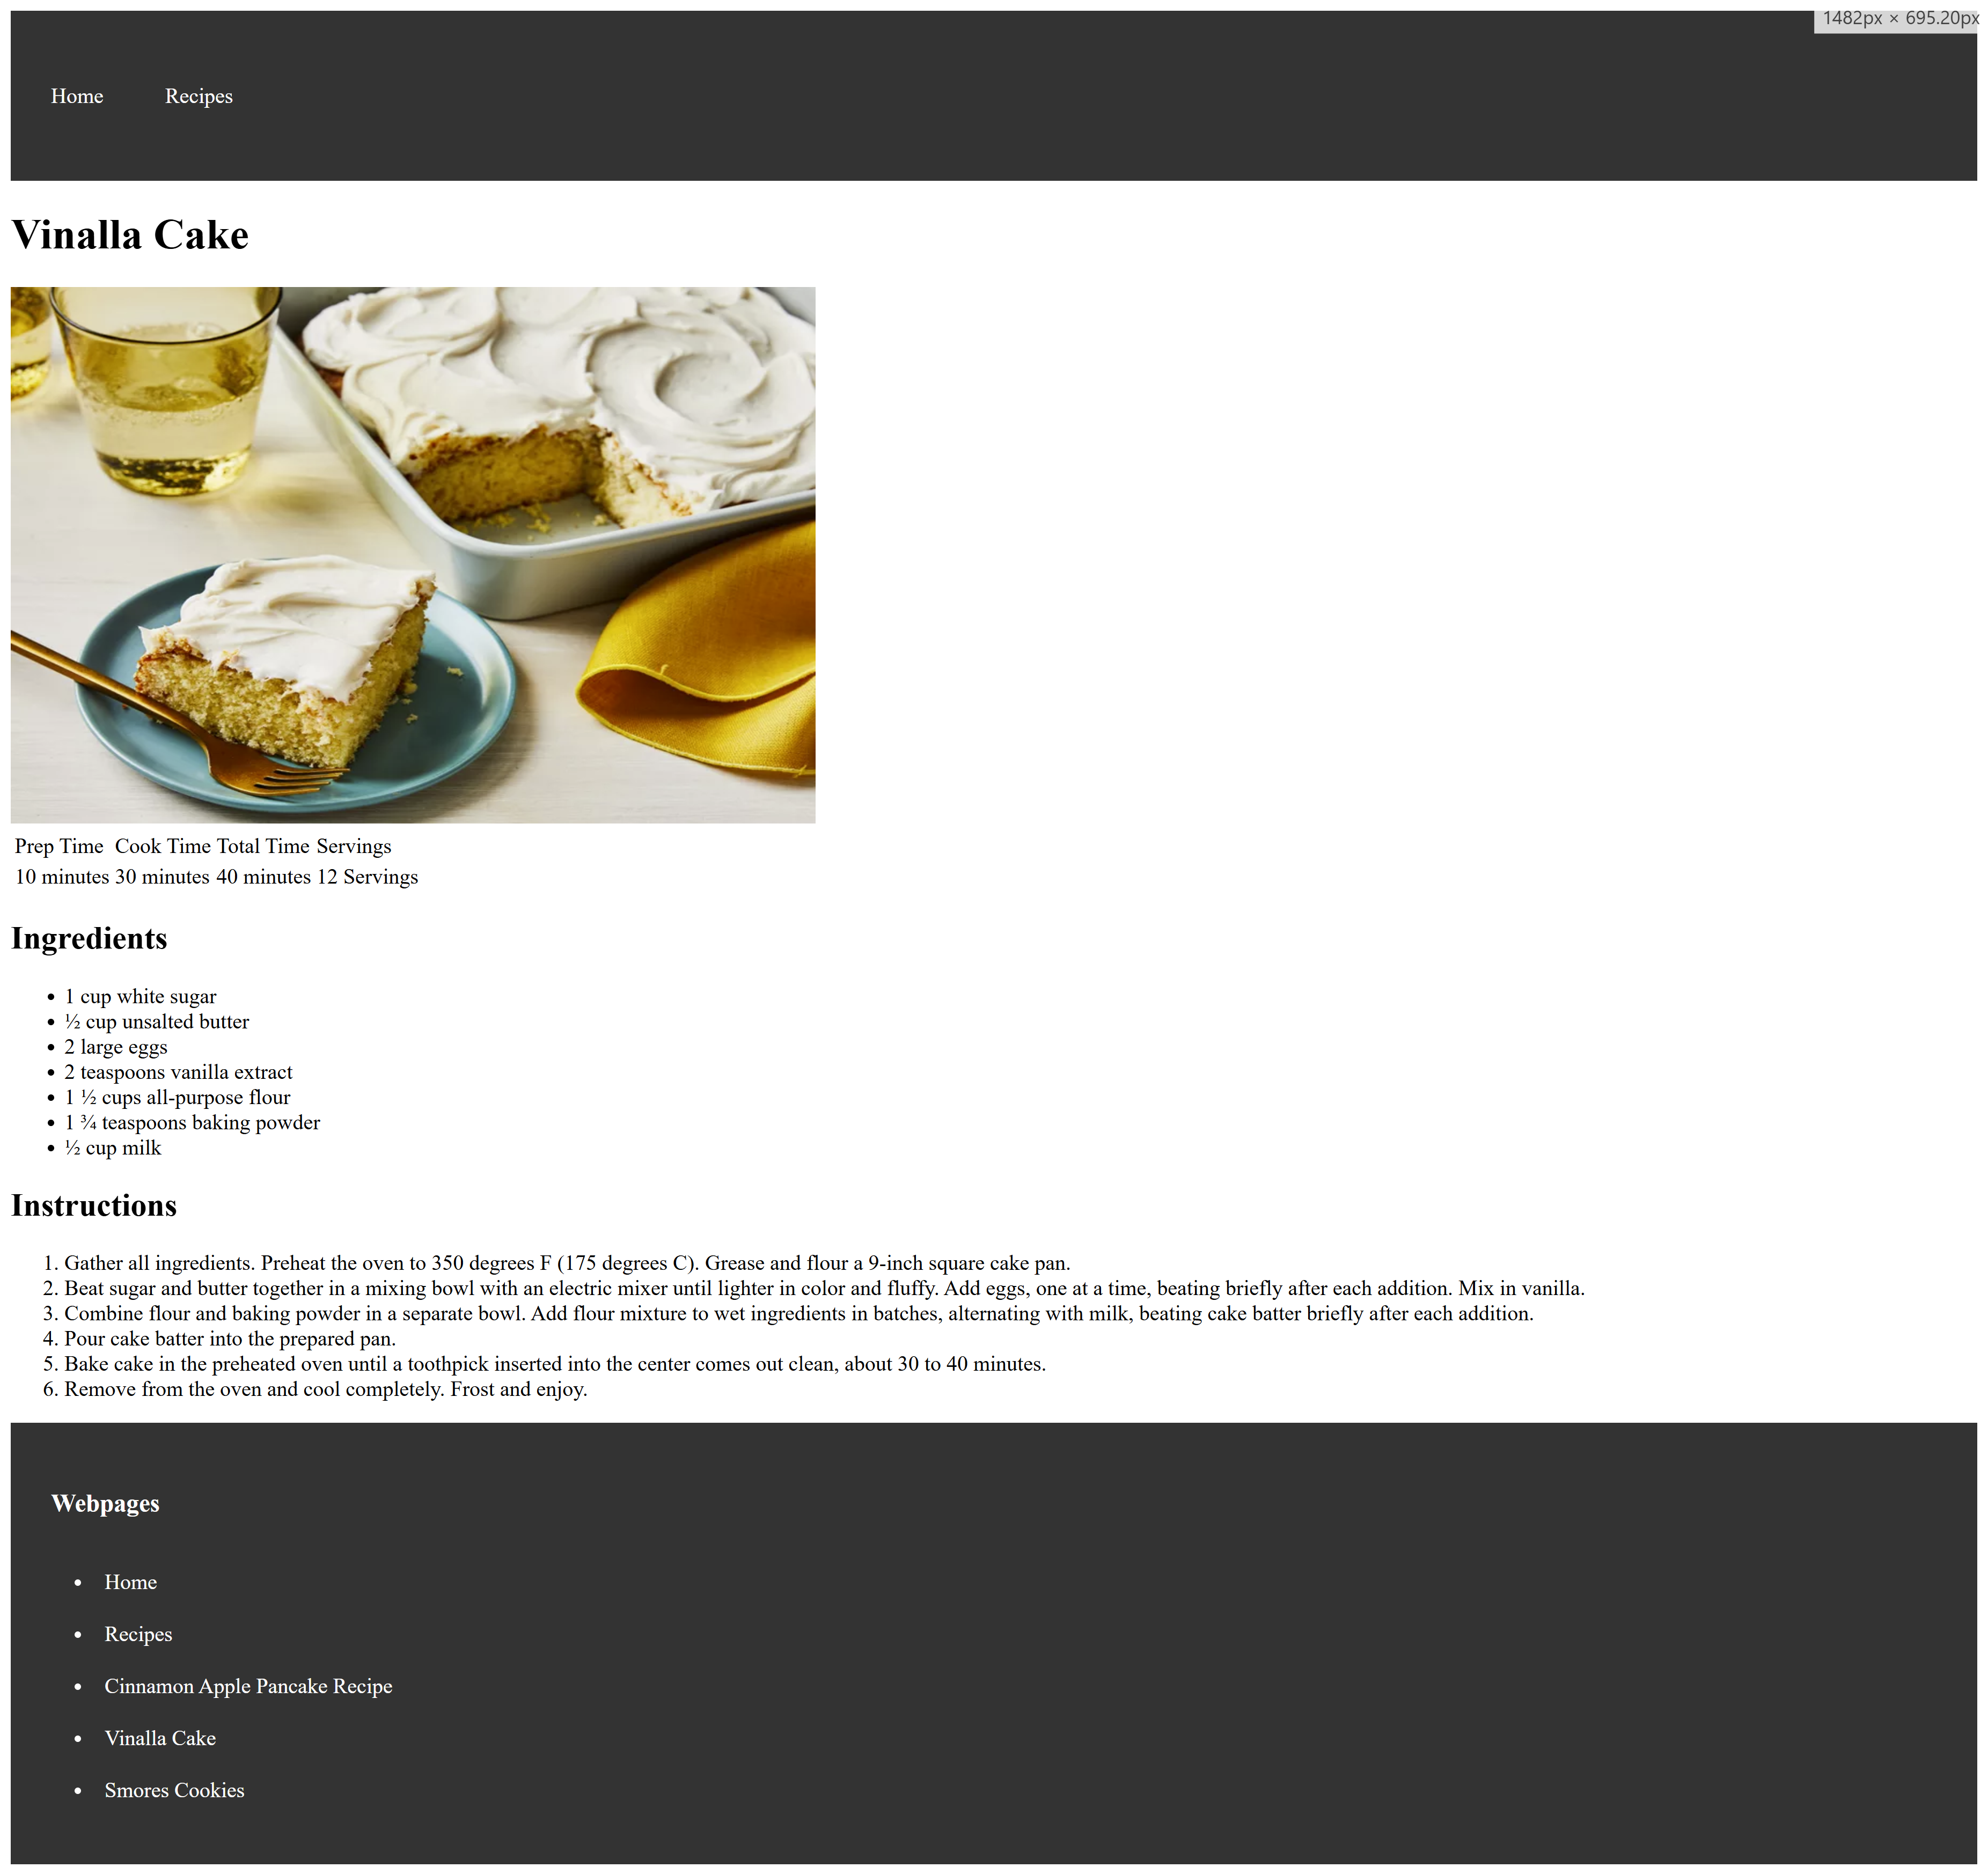 1482px × 695.20px
Home Recipes
Vinalla Cake
Prep Time Cook Time Total Time Servings
10 minutes 30 minutes 40 minutes 12 Servings
Ingredients
• 1 cup white sugar
• ½ cup unsalted butter
• 2 large eggs
• 2 teaspoons vanilla extract
• 1 ½ cups all-purpose flour
• 1 ¾ teaspoons baking powder
• ½ cup milk
Instructions
1. Gather all ingredients. Preheat the oven to 350 degrees F (175 degrees C). Grease and flour a 9-inch square cake pan.
2. Beat sugar and butter together in a mixing bowl with an electric mixer until lighter in color and fluffy. Add eggs, one at a time, beating briefly after each addition. Mix in vanilla.
3. Combine flour and baking powder in a separate bowl. Add flour mixture to wet ingredients in batches, alternating with milk, beating cake batter briefly after each addition.
4. Pour cake batter into the prepared pan.
5. Bake cake in the preheated oven until a toothpick inserted into the center comes out clean, about 30 to 40 minutes.
6. Remove from the oven and cool completely. Frost and enjoy.
Webpages
• Home
• Recipes
• Cinnamon Apple Pancake Recipe
• Vinalla Cake
• Smores Cookies